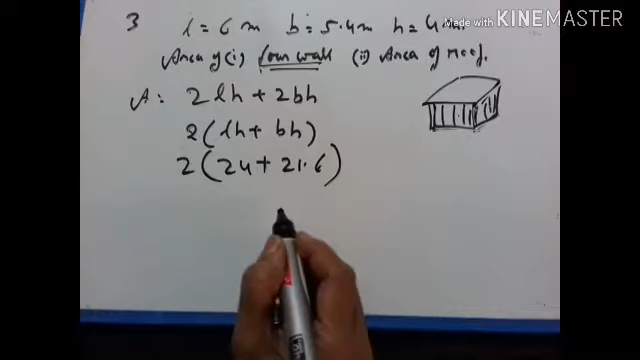 3 l = 6 m b = 5.4m h = 4 m.
Area of (i) four wall (ii) Area of roof.
A: 2lh + 2bh
2(lh + bh)
2(24 + 21.6)
Made with KINEMASTER